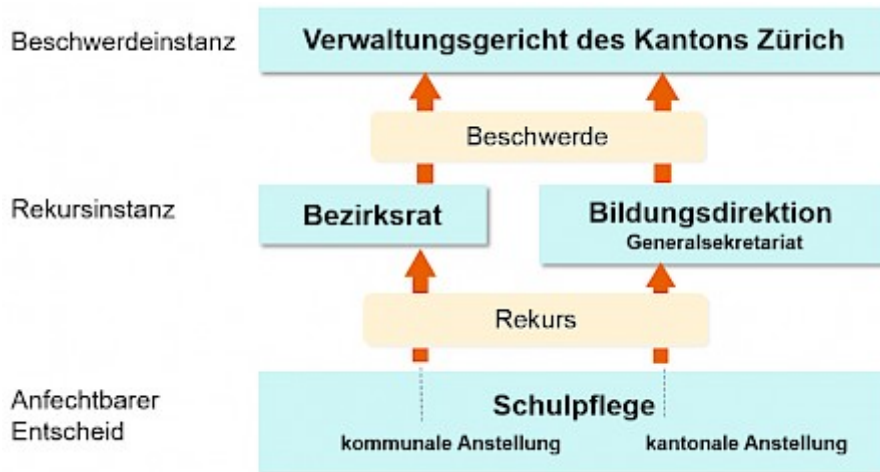 Beschwerdeinstanz
Verwaltungsgericht des Kantons Zürich
Beschwerde
Rekursinstanz
Bezirksrat
Bildungsdirektion
Generalsekretariat
Rekurs
Anfechtbarer
Entscheid
Schulpflege
kommunale Anstellung
kantonale Anstellung